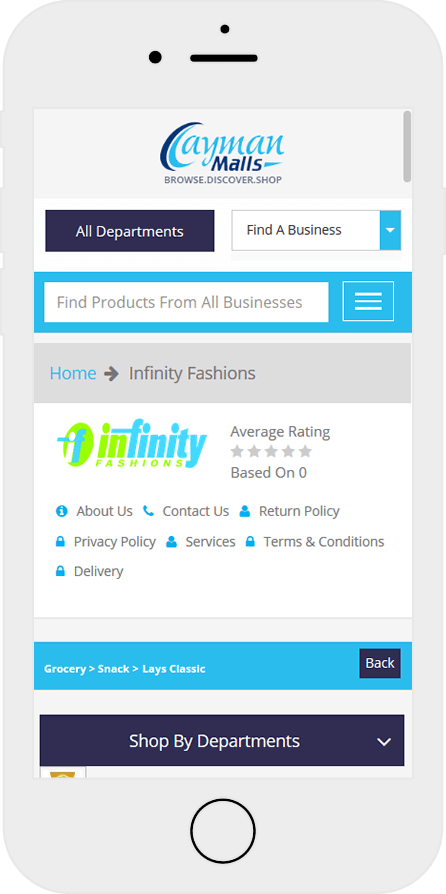 Cayman
Malls
BROWSE.DISCOVER.SHOP
All Departments
Find A Business
Find Products From All Businesses
Home Infinity Fashions
infinity
FASHIONS
Average Rating
Based On 0
About Us Contact Us Return Policy
Privacy Policy Services Terms & Conditions
Delivery
Grocery > Snack > Lays Classic
Back
Shop By Departments